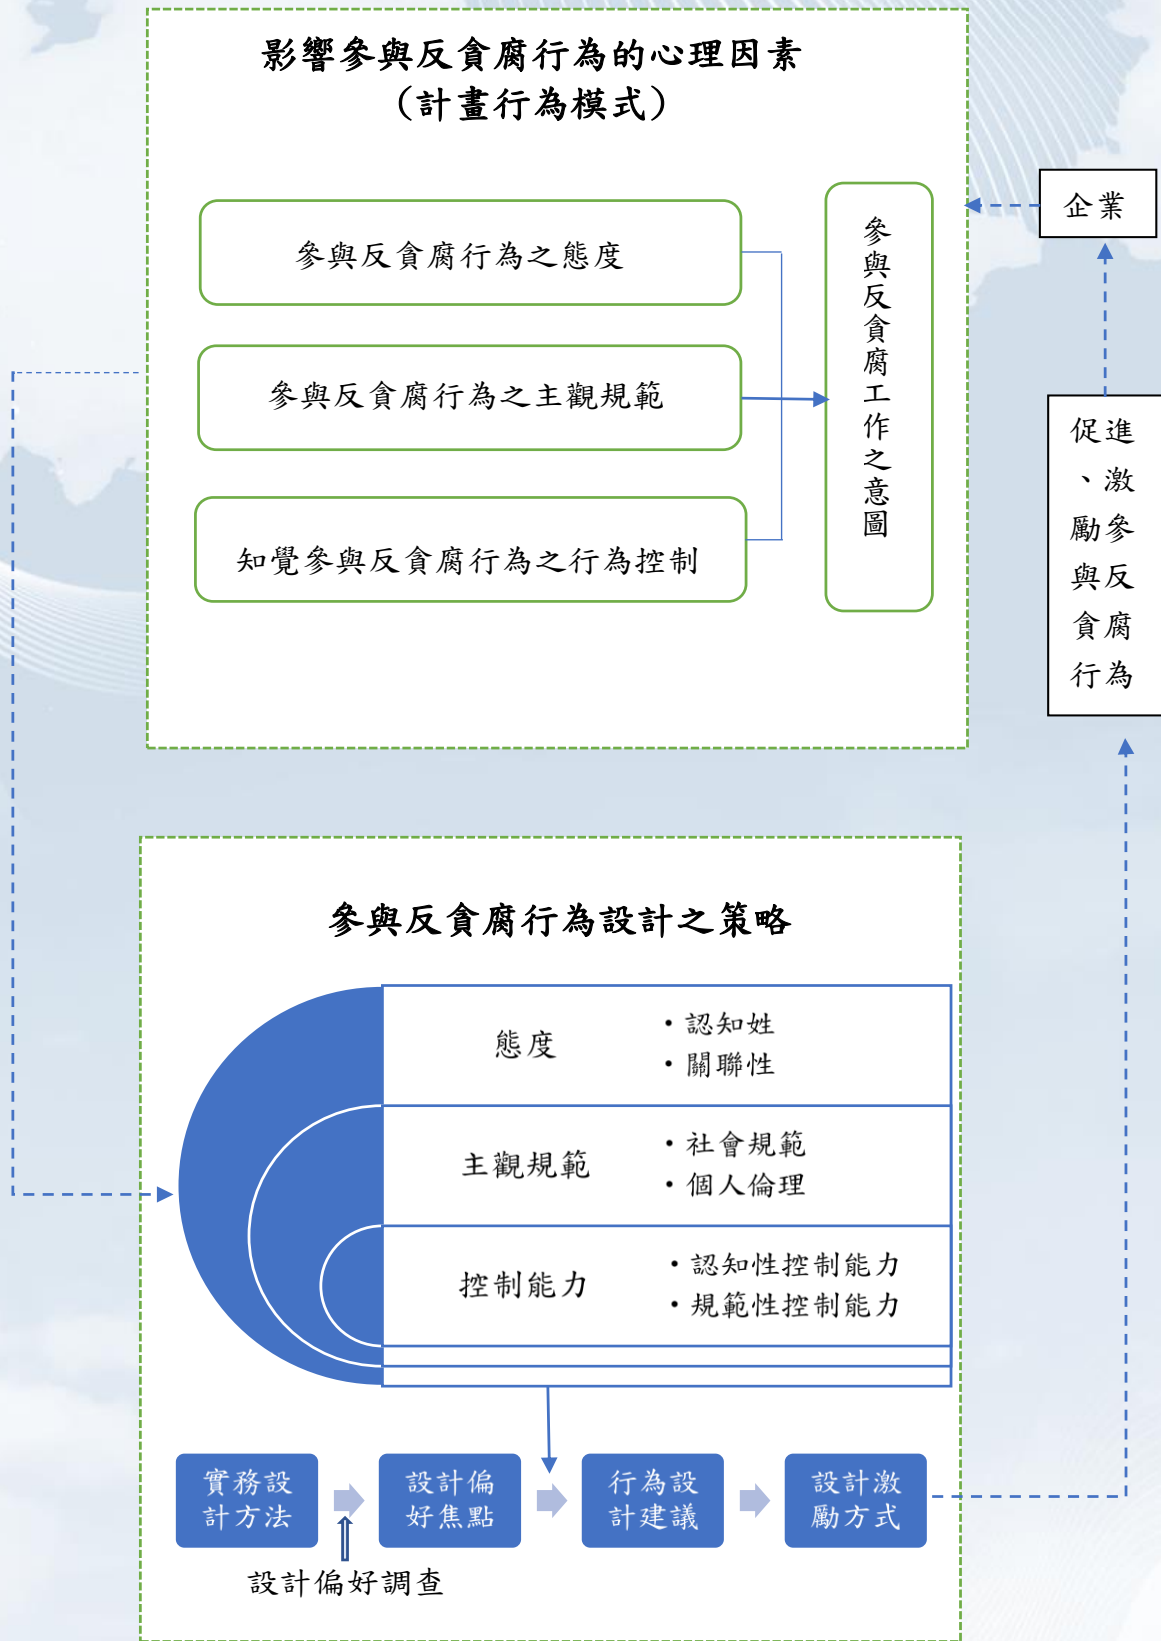 影響參與反貪腐行為的心理因素
(計畫行為模式)
參與反貪腐行為之態度
參與反貪腐行為之主觀規範
知覺參與反貪腐行為之行為控制
參與反貪腐工作之意圖
企業
促進
、激
勵參
與反
貪腐
行為
參與反貪腐行為設計之策略
態度
・認知姓
・關聯性
主觀規範
・社會規範
・個人倫理
控制能力
・認知性控制能力
・規範性控制能力
實務設
計方法
設計偏
好焦點
行為設
計建議
設計激
勵方式
設計偏好調查